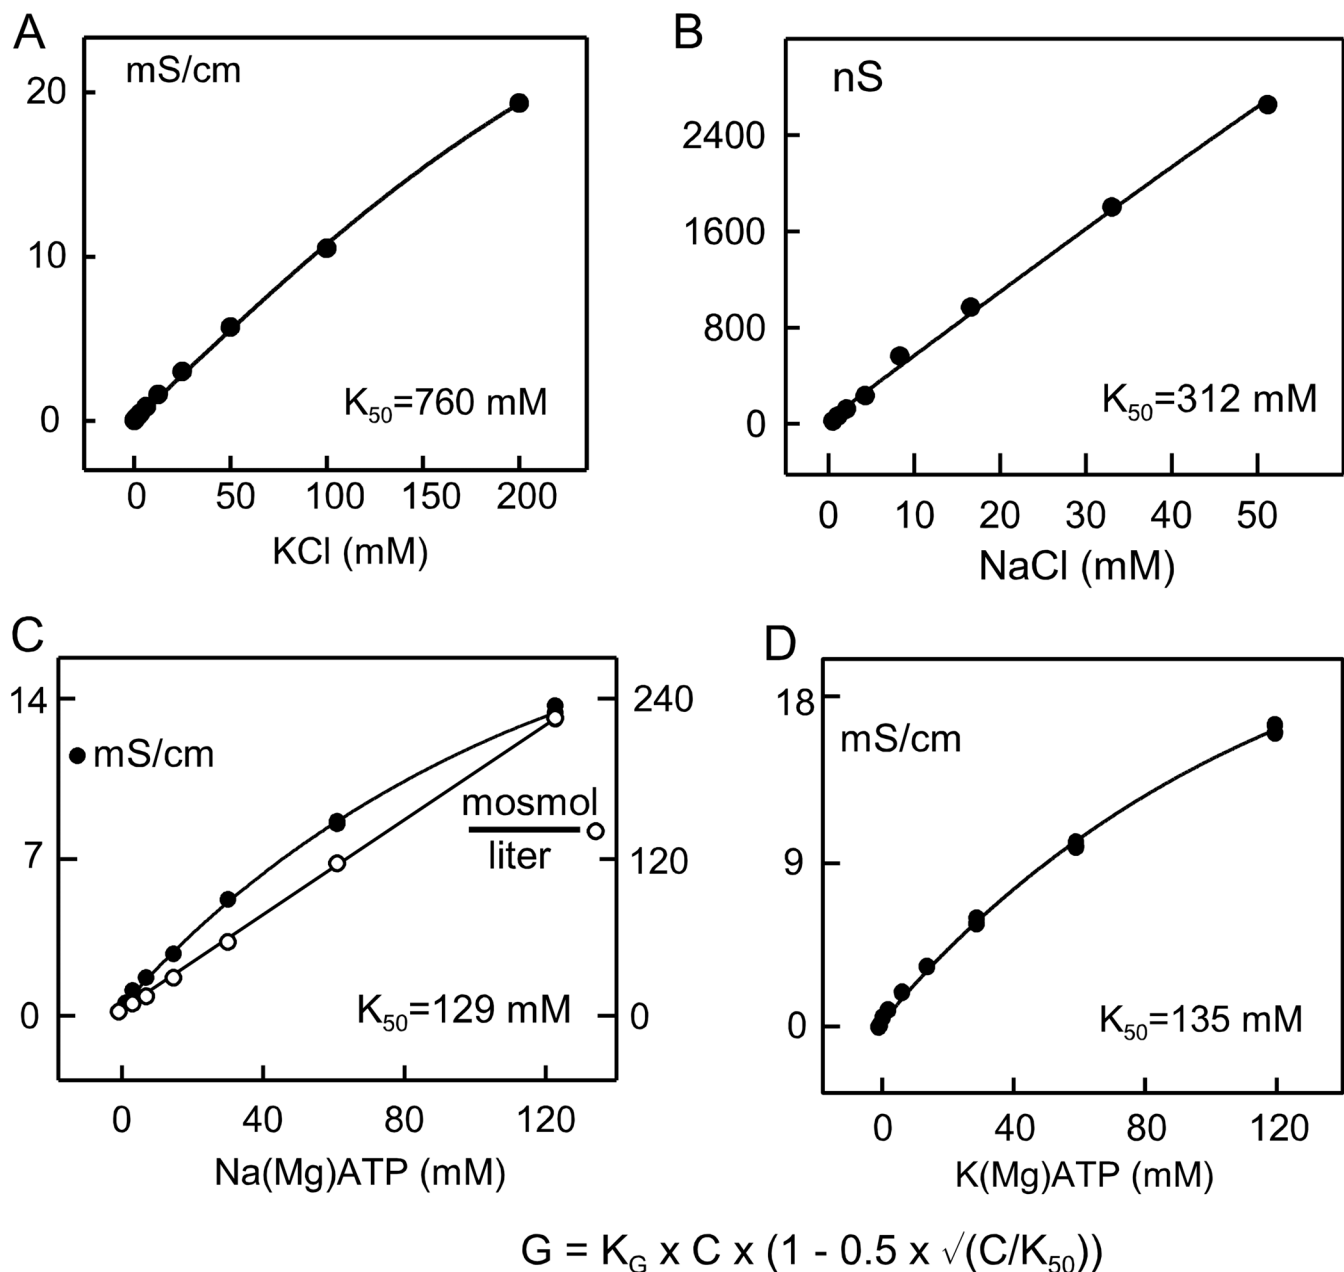 A
mS/cm
20
10
0
K50=760 mM
0 50 100 150 200
KCl (mM)
B
nS
2400
1600
800
0
K50=312 mM
0 10 20 30 40 50
NaCl (mM)
C
14
7
0
mS/cm
240
120
0
mosmol
liter
K50=129 mM
0 40 80 120
Na(Mg)ATP (mM)
D
18
9
0
mS/cm
K50=135 mM
0 40 80 120
K(Mg)ATP (mM)
G = KG x C x (1 - 0.5 x √(C/K50))